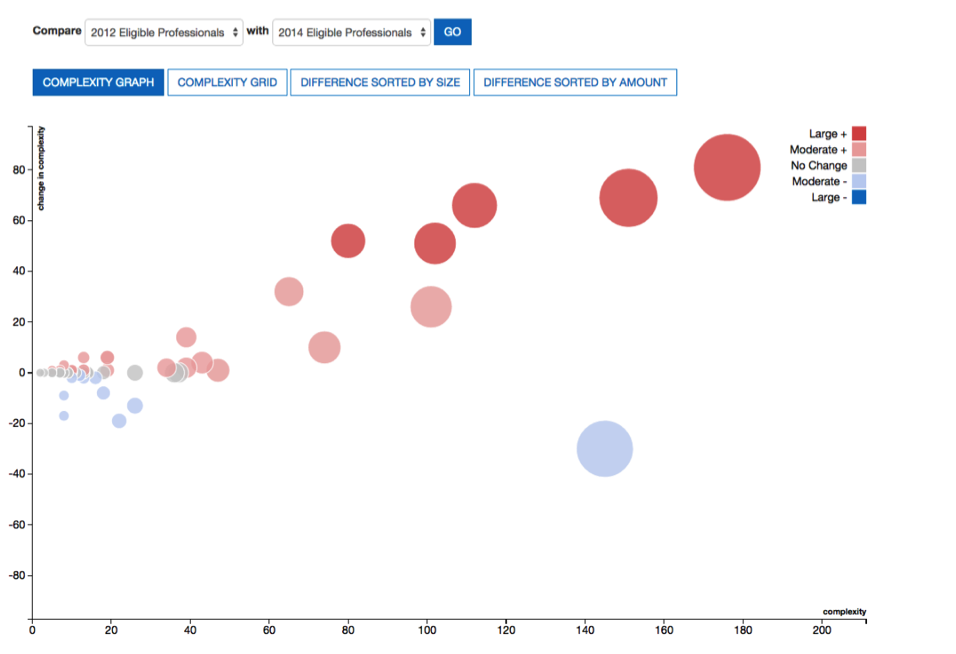 Compare 2012 Eligible Professionals with 2014 Eligible Professionals GO
COMPLEXITY GRAPH COMPLEXITY GRID DIFFERENCE SORTED BY SIZE DIFFERENCE SORTED BY AMOUNT
change in complexity
Large +
Moderate +
No Change
Moderate -
Large -
80
60
40
20
0
-20
-40
-60
-80
complexity
0 20 40 60 80 100 120 140 160 180 200